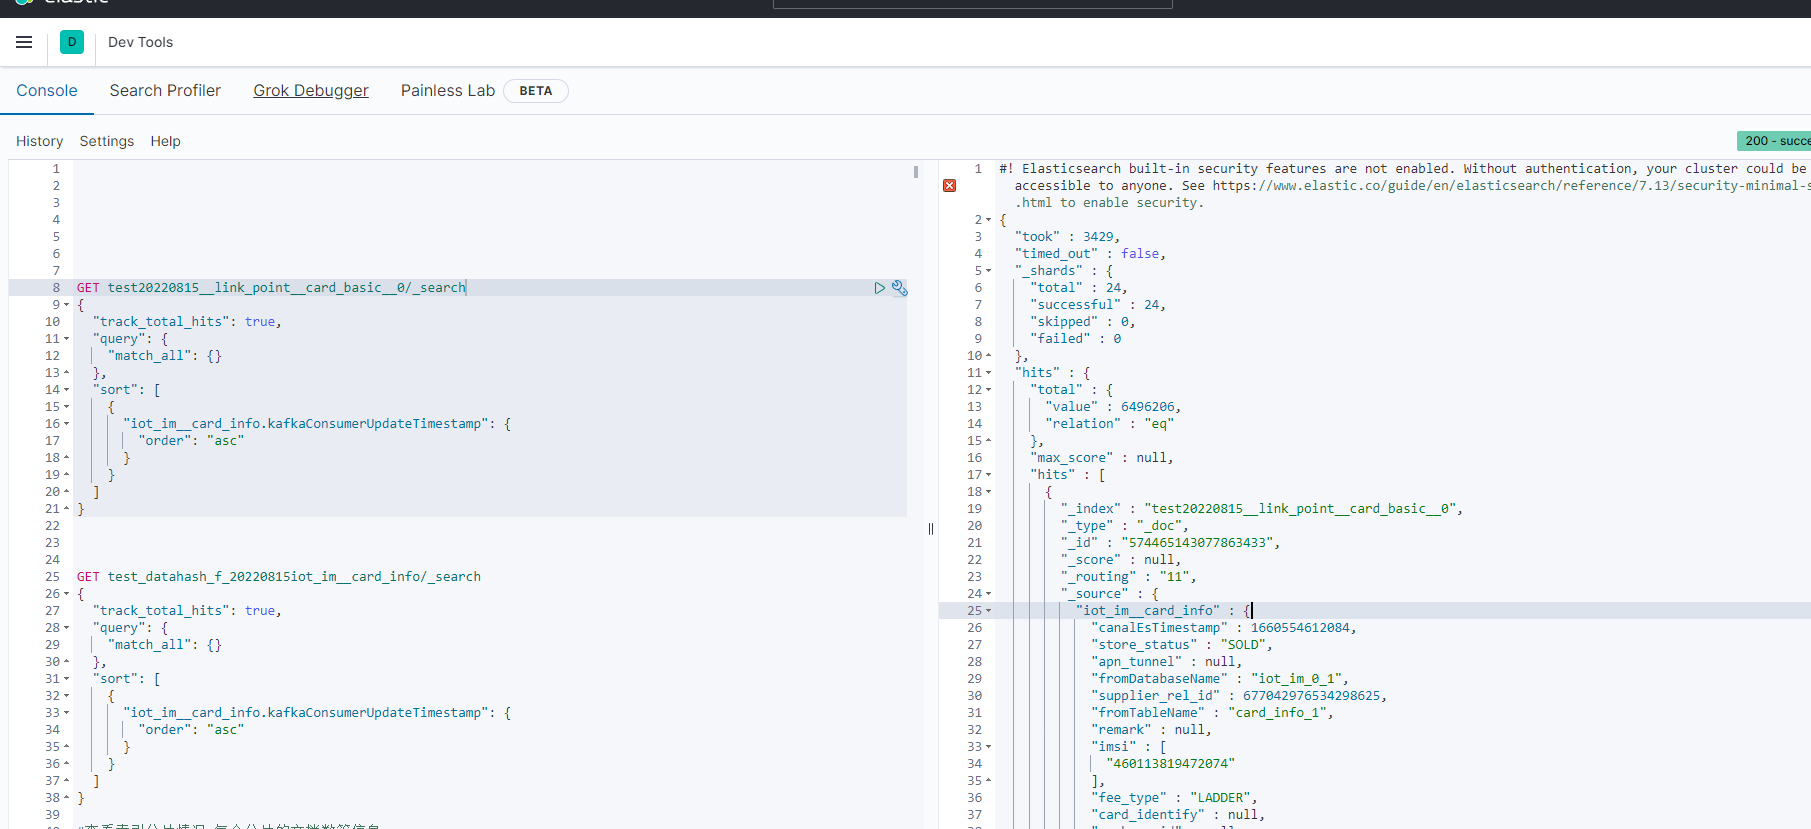 elastic
D
Dev Tools
Console
Search Profiler
Grok Debugger
Painless Lab
BETA
History
Settings
Help
200 - succe
1
2
3
4
5
6
7
8 GET test20220815__link_point__card_basic__0/_search
9 {
10 "track_total_hits": true,
11 "query": {
12 "match_all": {}
13 },
14 "sort": [
15 {
16 "iot_im__card_info.kafkaConsumerUpdateTimestamp": {
17 "order": "asc"
18 }
19 }
20 ]
21 }
22
23
24
25 GET test_datahash_f_20220815iot_im__card_info/_search
26 {
27 "track_total_hits": true,
28 "query": {
29 "match_all": {}
30 },
31 "sort": [
32 {
33 "iot_im__card_info.kafkaConsumerUpdateTimestamp": {
34 "order": "asc"
35 }
36 }
37 ]
38 }
39
1 #! Elasticsearch built-in security features are not enabled. Without authentication, your cluster could be
accessible to anyone. See https://www.elastic.co/guide/en/elasticsearch/reference/7.13/security-minimal-s
.html to enable security.
2 {
3 "took" : 3429,
4 "timed_out" : false,
5 "_shards" : {
6 "total" : 24,
7 "successful" : 24,
8 "skipped" : 0,
9 "failed" : 0
10 },
11 "hits" : {
12 "total" : {
13 "value" : 6496206,
14 "relation" : "eq"
15 },
16 "max_score" : null,
17 "hits" : [
18 {
19 "_index" : "test20220815__link_point__card_basic__0",
20 "_type" : "_doc",
21 "_id" : "574465143077863433",
22 "_score" : null,
23 "_routing" : "11",
24 "_source" : {
25 "iot_im__card_info" : {
26 "canalEsTimestamp" : 1660554612084,
27 "store_status" : "SOLD",
28 "apn_tunnel" : null,
29 "fromDatabaseName" : "iot_im_0_1",
30 "supplier_rel_id" : 677042976534298625,
31 "fromTableName" : "card_info_1",
32 "remark" : null,
33 "imsi" : [
34 "460113819472074"
35 ],
36 "fee_type" : "LADDER",
37 "card_identify" : null,